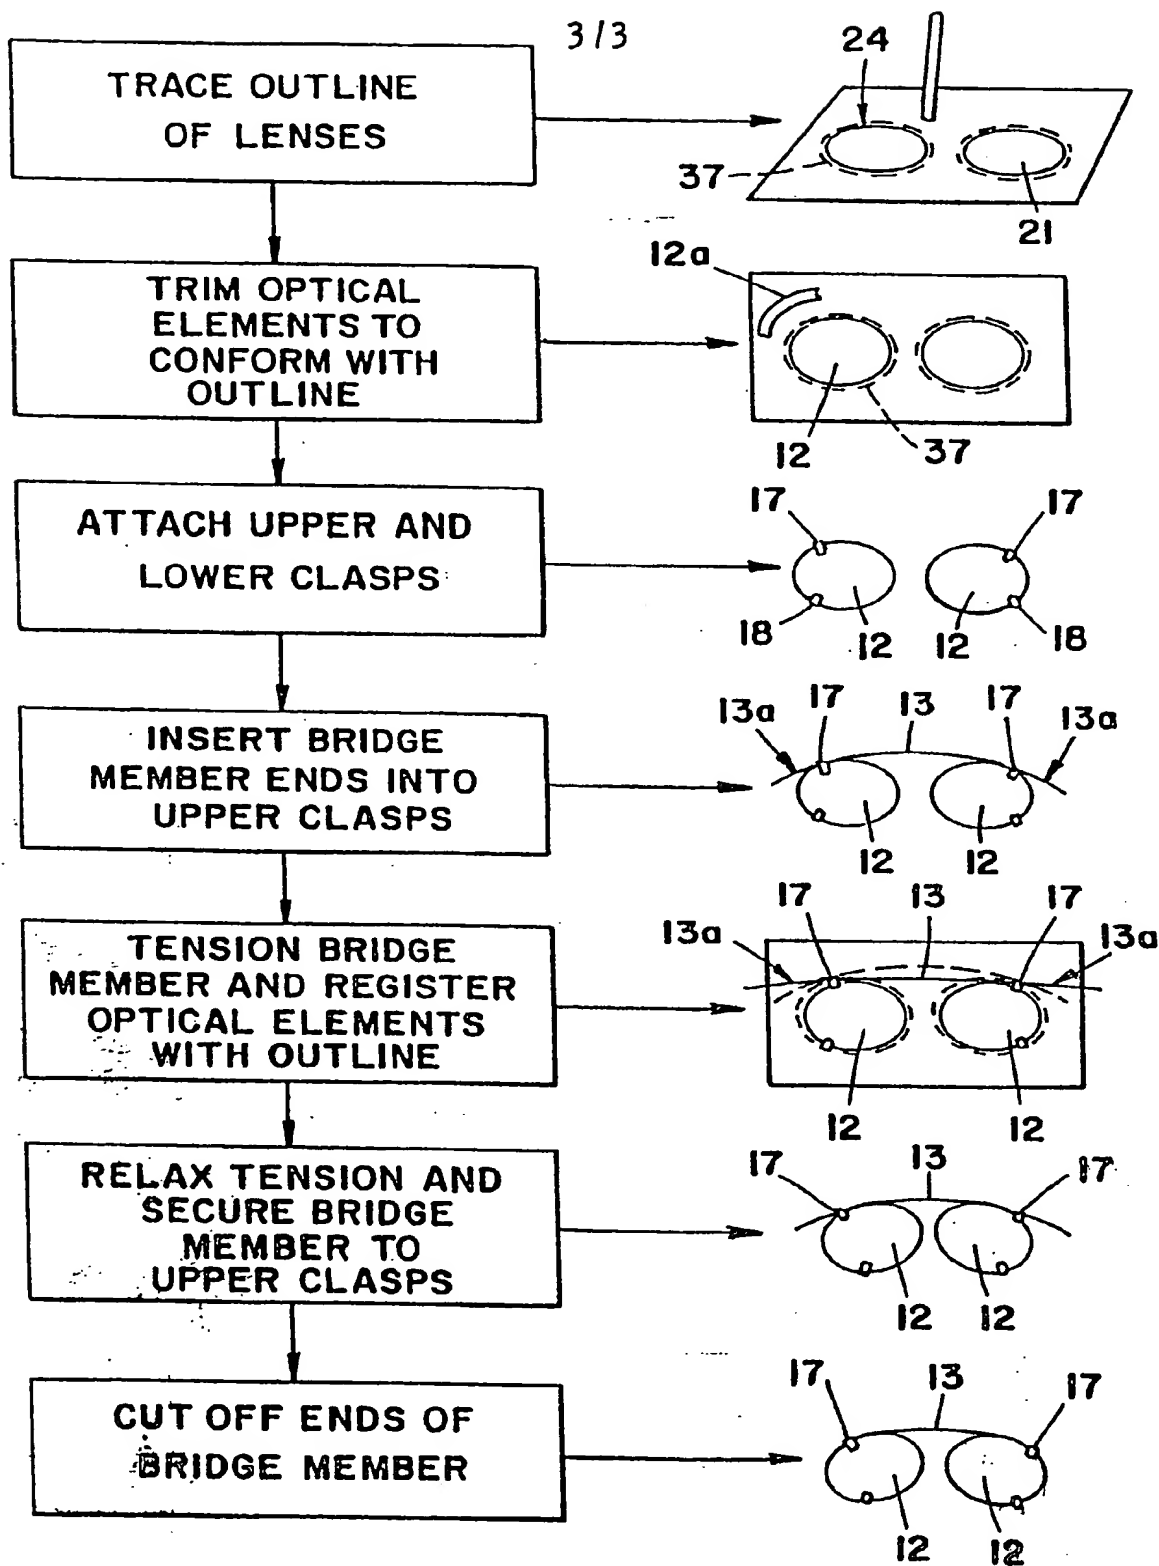 3/3
TRACE OUTLINE
OF LENSES
24
37
21
TRIM OPTICAL
ELEMENTS TO
CONFORM WITH
OUTLINE
12a
12
37
ATTACH UPPER AND
LOWER CLASPS
17
17
18
12
12
18
INSERT BRIDGE
MEMBER ENDS INTO
UPPER CLASPS
13a
17
13
17
13a
12
12
TENSION BRIDGE
MEMBER AND REGISTER
OPTICAL ELEMENTS
WITH OUTLINE
17
13
17
13a
13
13a
12
12
RELAX TENSION AND
SECURE BRIDGE
MEMBER TO
UPPER CLASPS
17
13
17
12
12
CUT OFF ENDS OF
BRIDGE MEMBER
17
13
17
12
12